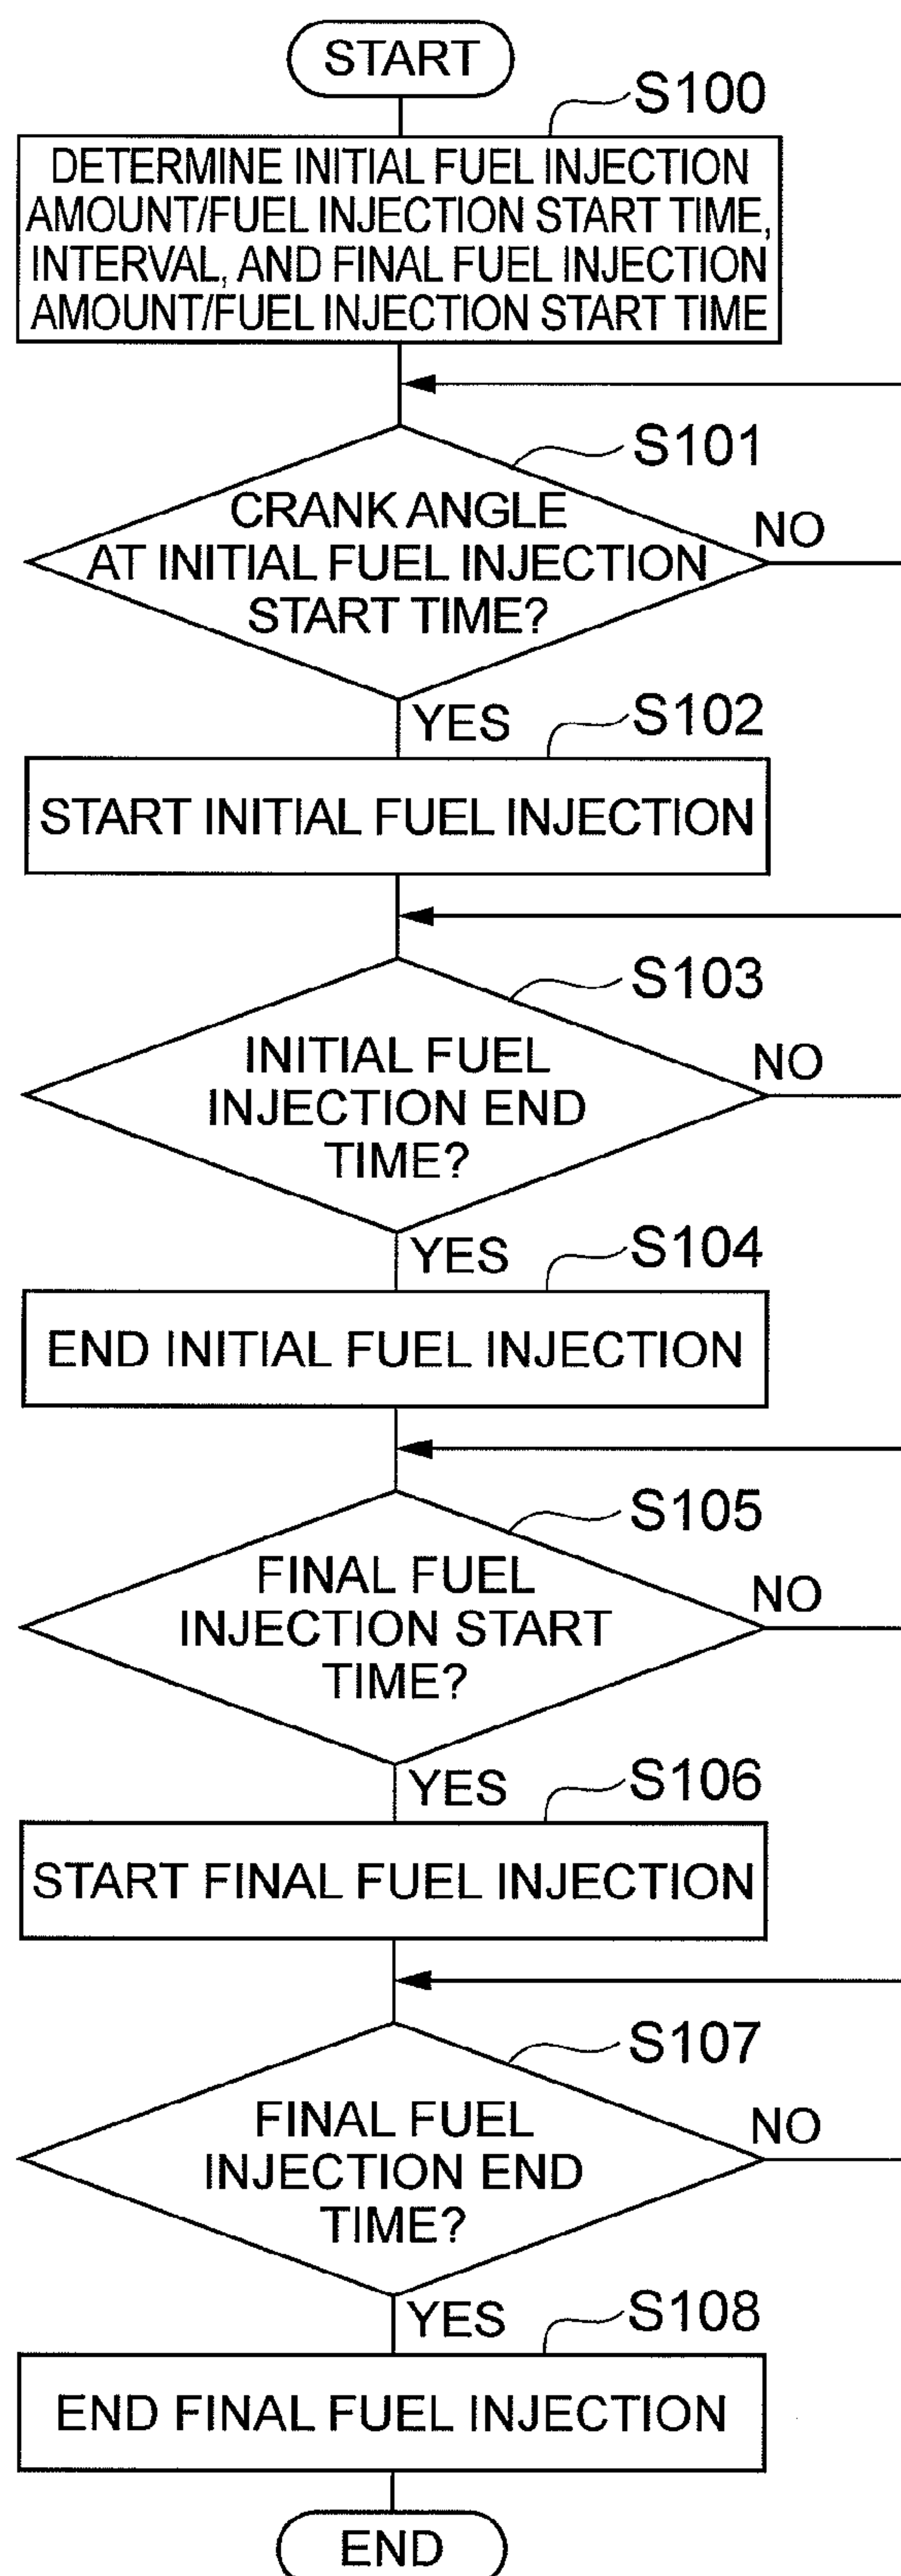 START
S100
DETERMINE INITIAL FUEL INJECTION
AMOUNT/FUEL INJECTION START TIME,
INTERVAL, AND FINAL FUEL INJECTION
AMOUNT/FUEL INJECTION START TIME
S101
CRANK ANGLE
AT INITIAL FUEL INJECTION
START TIME?
NO
YES
S102
START INITIAL FUEL INJECTION
S103
INITIAL FUEL
INJECTION END
TIME?
NO
YES
S104
END INITIAL FUEL INJECTION
S105
FINAL FUEL
INJECTION START
TIME?
NO
YES
S106
START FINAL FUEL INJECTION
S107
FINAL FUEL
INJECTION END
TIME?
NO
YES
S108
END FINAL FUEL INJECTION
END